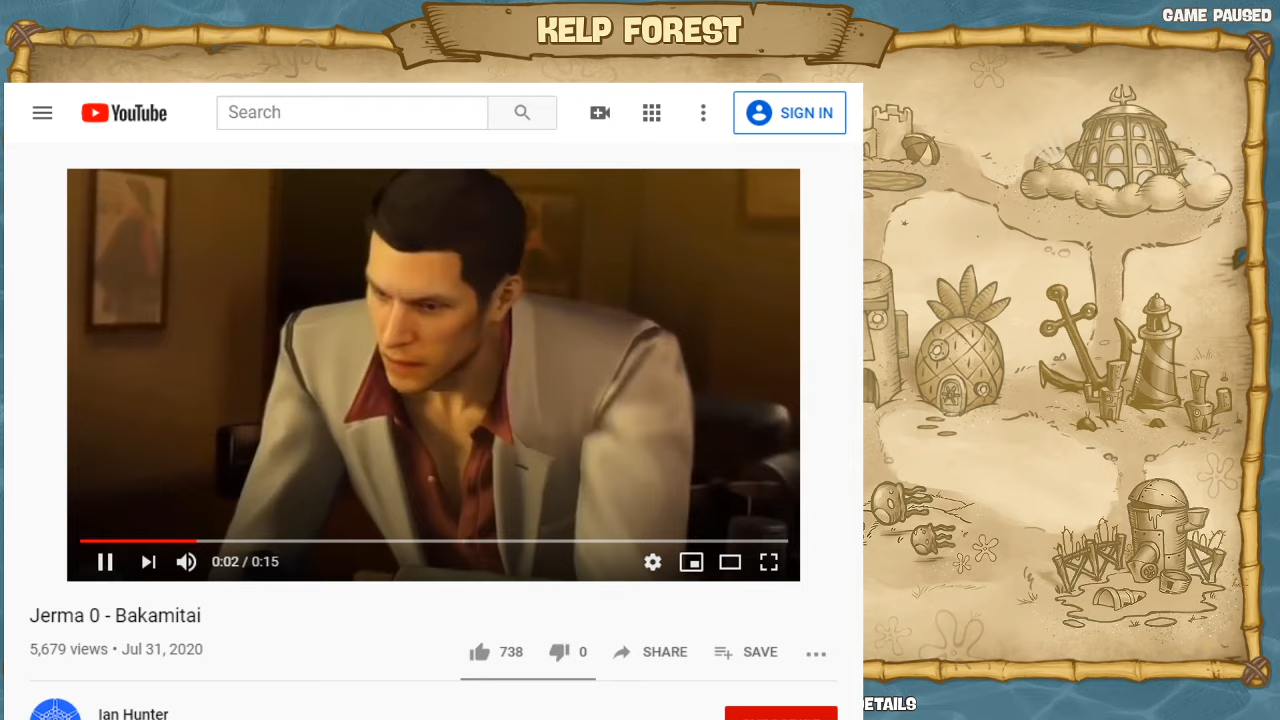 KELP FOREST
GAME PAUSED
YouTube
Search
SIGN IN
0:02 / 0:15
Jerma 0 - Bakamitai
5,679 views • Jul 31, 2020
738
0
SHARE
SAVE
Ian Hunter
DETAILS